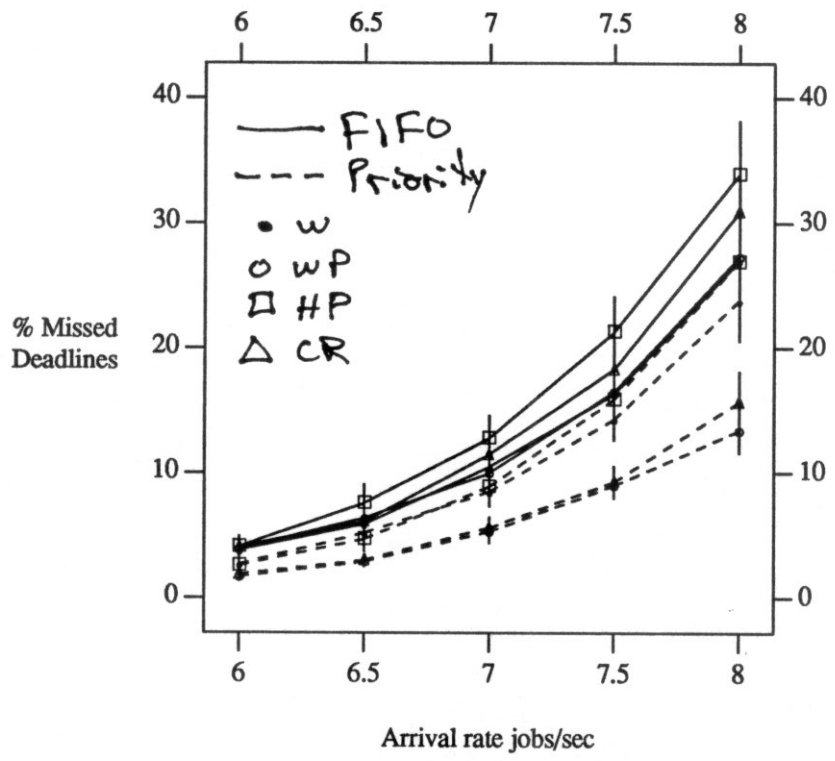 6 6.5 7 7.5 8
40 40
FIFO
Priority
30 30
W
WP
HP
% Missed
Deadlines
20 20
CR
10 10
0 0
6 6.5 7 7.5 8
Arrival rate jobs/sec